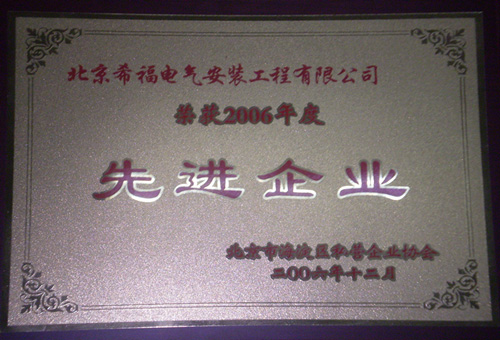 北京希福电气安装工程有限公司
荣获2006年度
先进企业
北京市海淀区私营企业协会
二00六年十二月